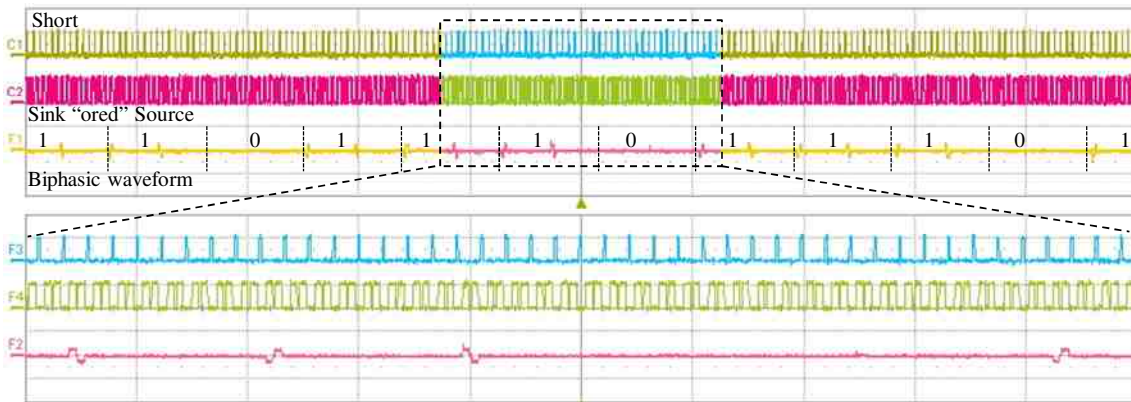 Short
C1
C2
Sink “ored” Source
F1
1 1 0 1 1 1 0 1 1 1 0 1
Biphasic waveform
F3
F4
F2